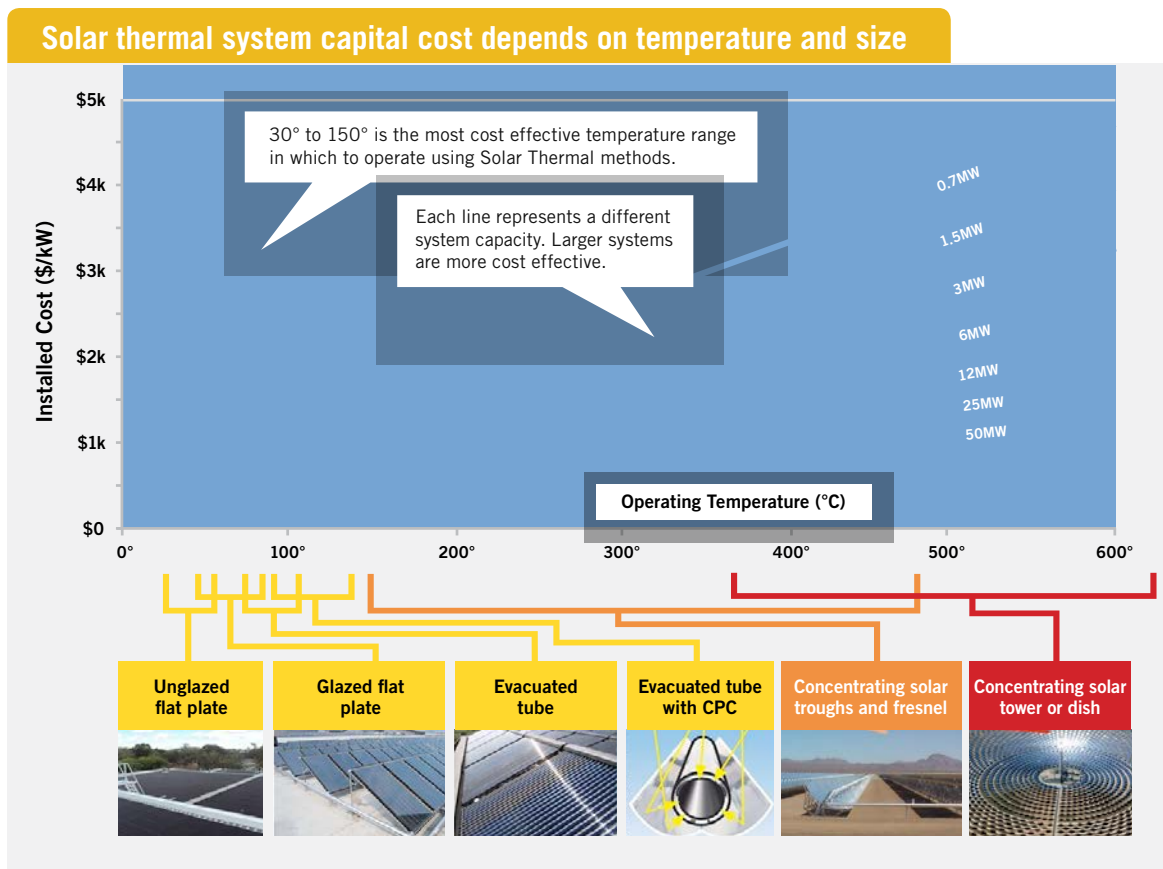 Solar thermal system capital cost depends on temperature and size
$5k
30° to 150° is the most cost effective temperature range
in which to operate using Solar Thermal methods.
$4k
0.7MW
Each line represents a different
system capacity. Larger systems
are more cost effective.
1.5MW
$3k
3MW
Installed Cost ($/kW)
6MW
$2k
12MW
25MW
50MW
$1k
Operating Temperature (°C)
$0
0°
100°
200°
300°
400°
500°
600°
Unglazed
flat plate
Glazed flat
plate
Evacuated
tube
Evacuated tube
with CPC
Concentrating solar
troughs and fresnel
Concentrating solar
tower or dish